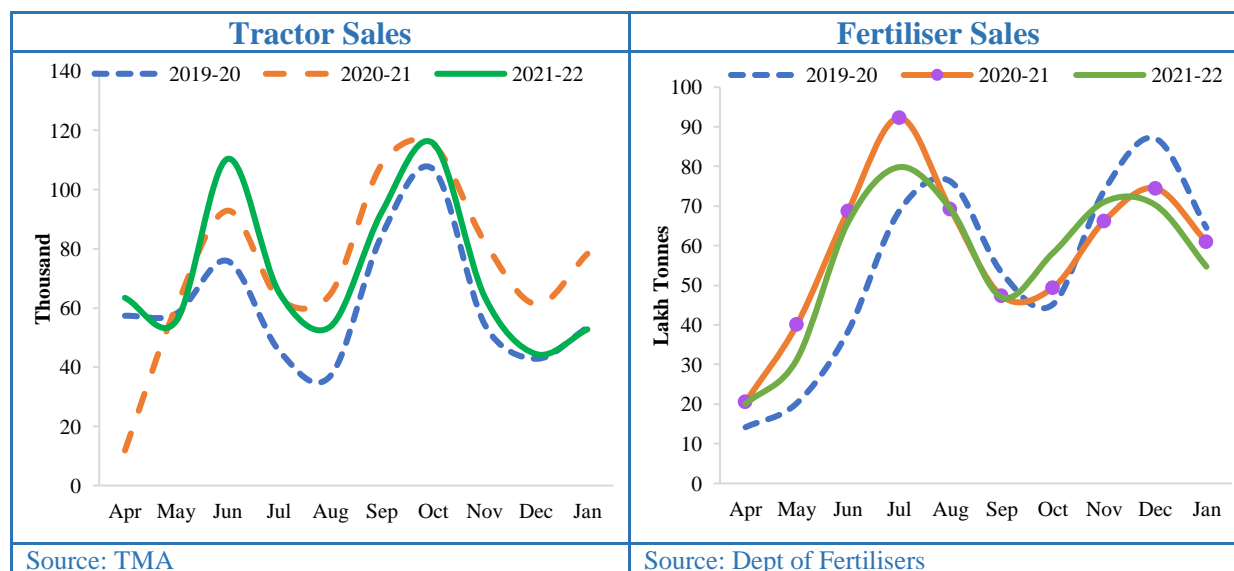 Tractor Sales
140
2019-20 2020-21 2021-22
120
100
80
60
40
20
0
Thousand
Apr May Jun Jul Aug Sep Oct Nov Dec Jan
Source: TMA
Fertiliser Sales
2019-20 2020-21 2021-22
100
90
80
70
60
50
40
30
20
10
0
Lakh Tonnes
Apr May Jun Jul Aug Sep Oct Nov Dec Jan
Source: Dept of Fertilisers